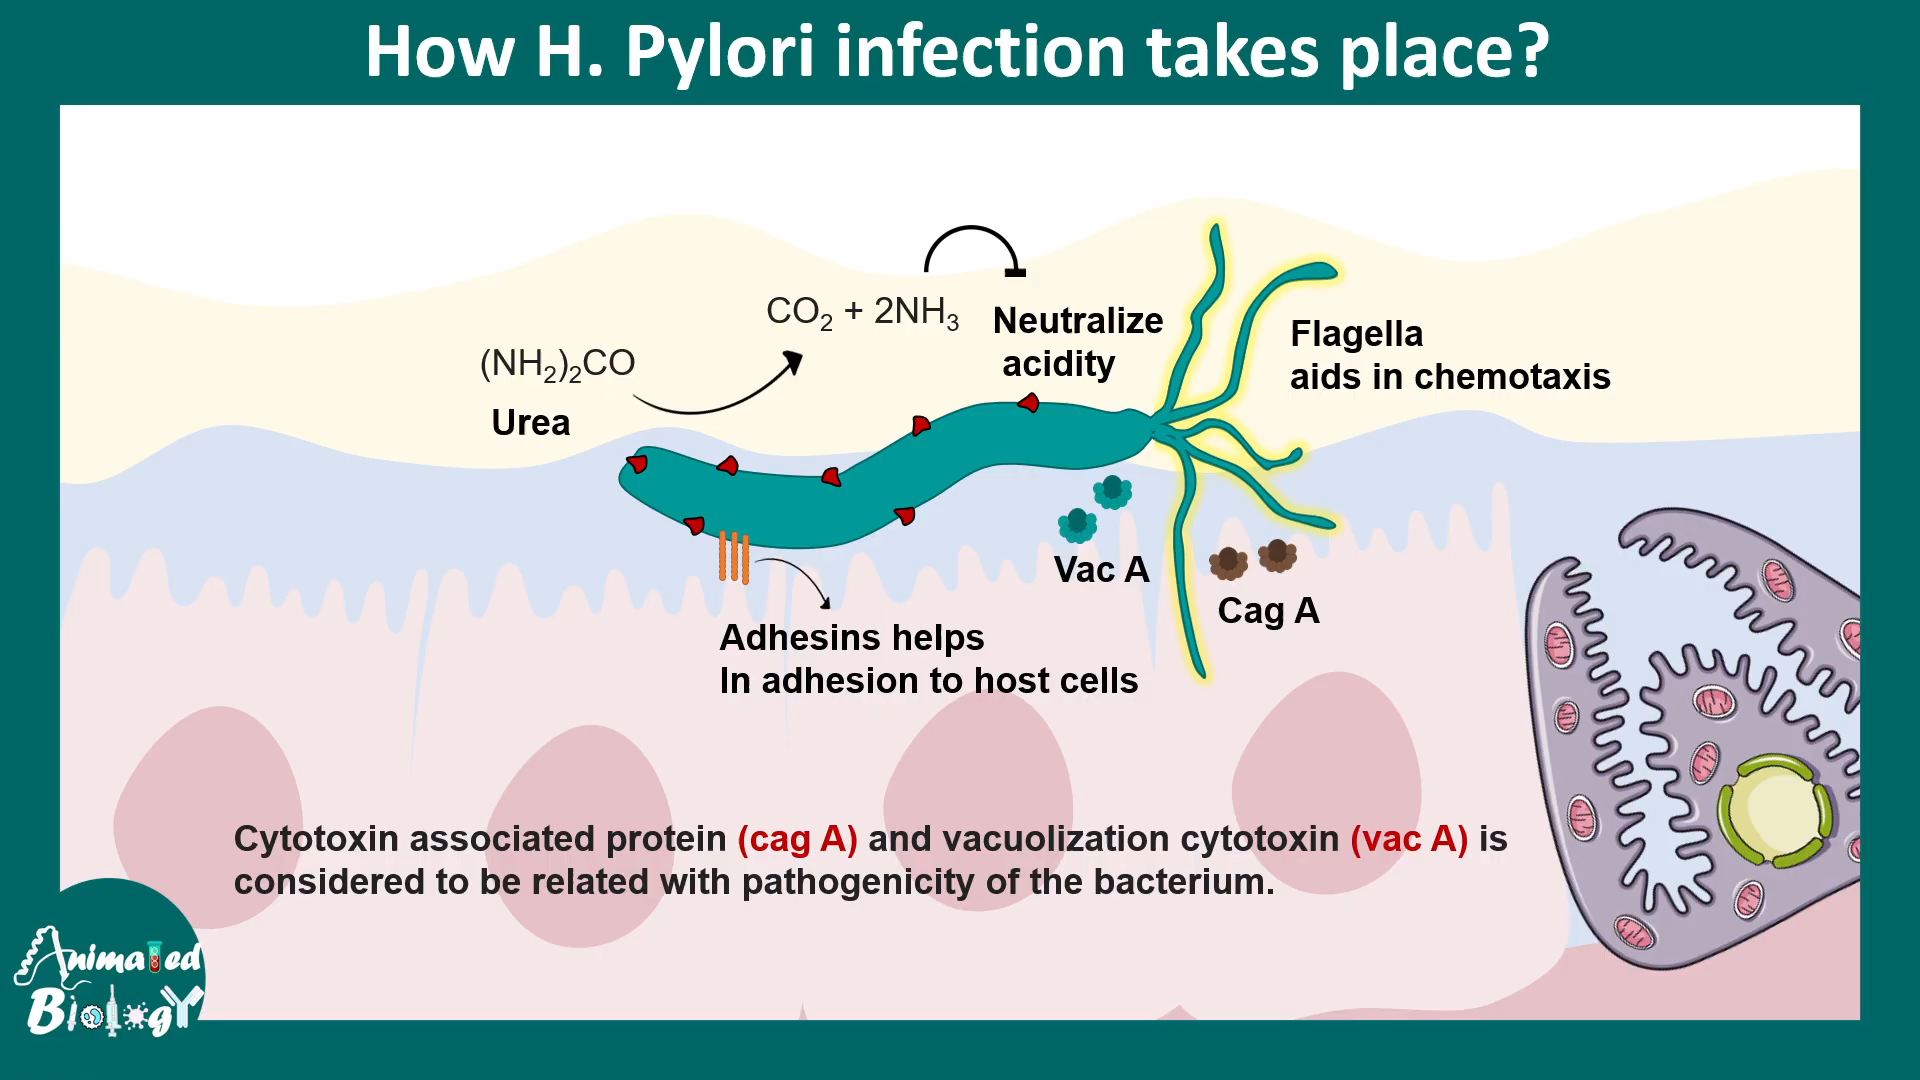 How H. Pylori infection takes place?
CO2 + 2NH3
Neutralize
acidity
(NH2)2CO
Urea
Flagella
aids in chemotaxis
Vac A
Cag A
Adhesins helps
In adhesion to host cells
Cytotoxin associated protein (cag A) and vacuolization cytotoxin (vac A) is
considered to be related with pathogenicity of the bacterium.
Animated
Biology